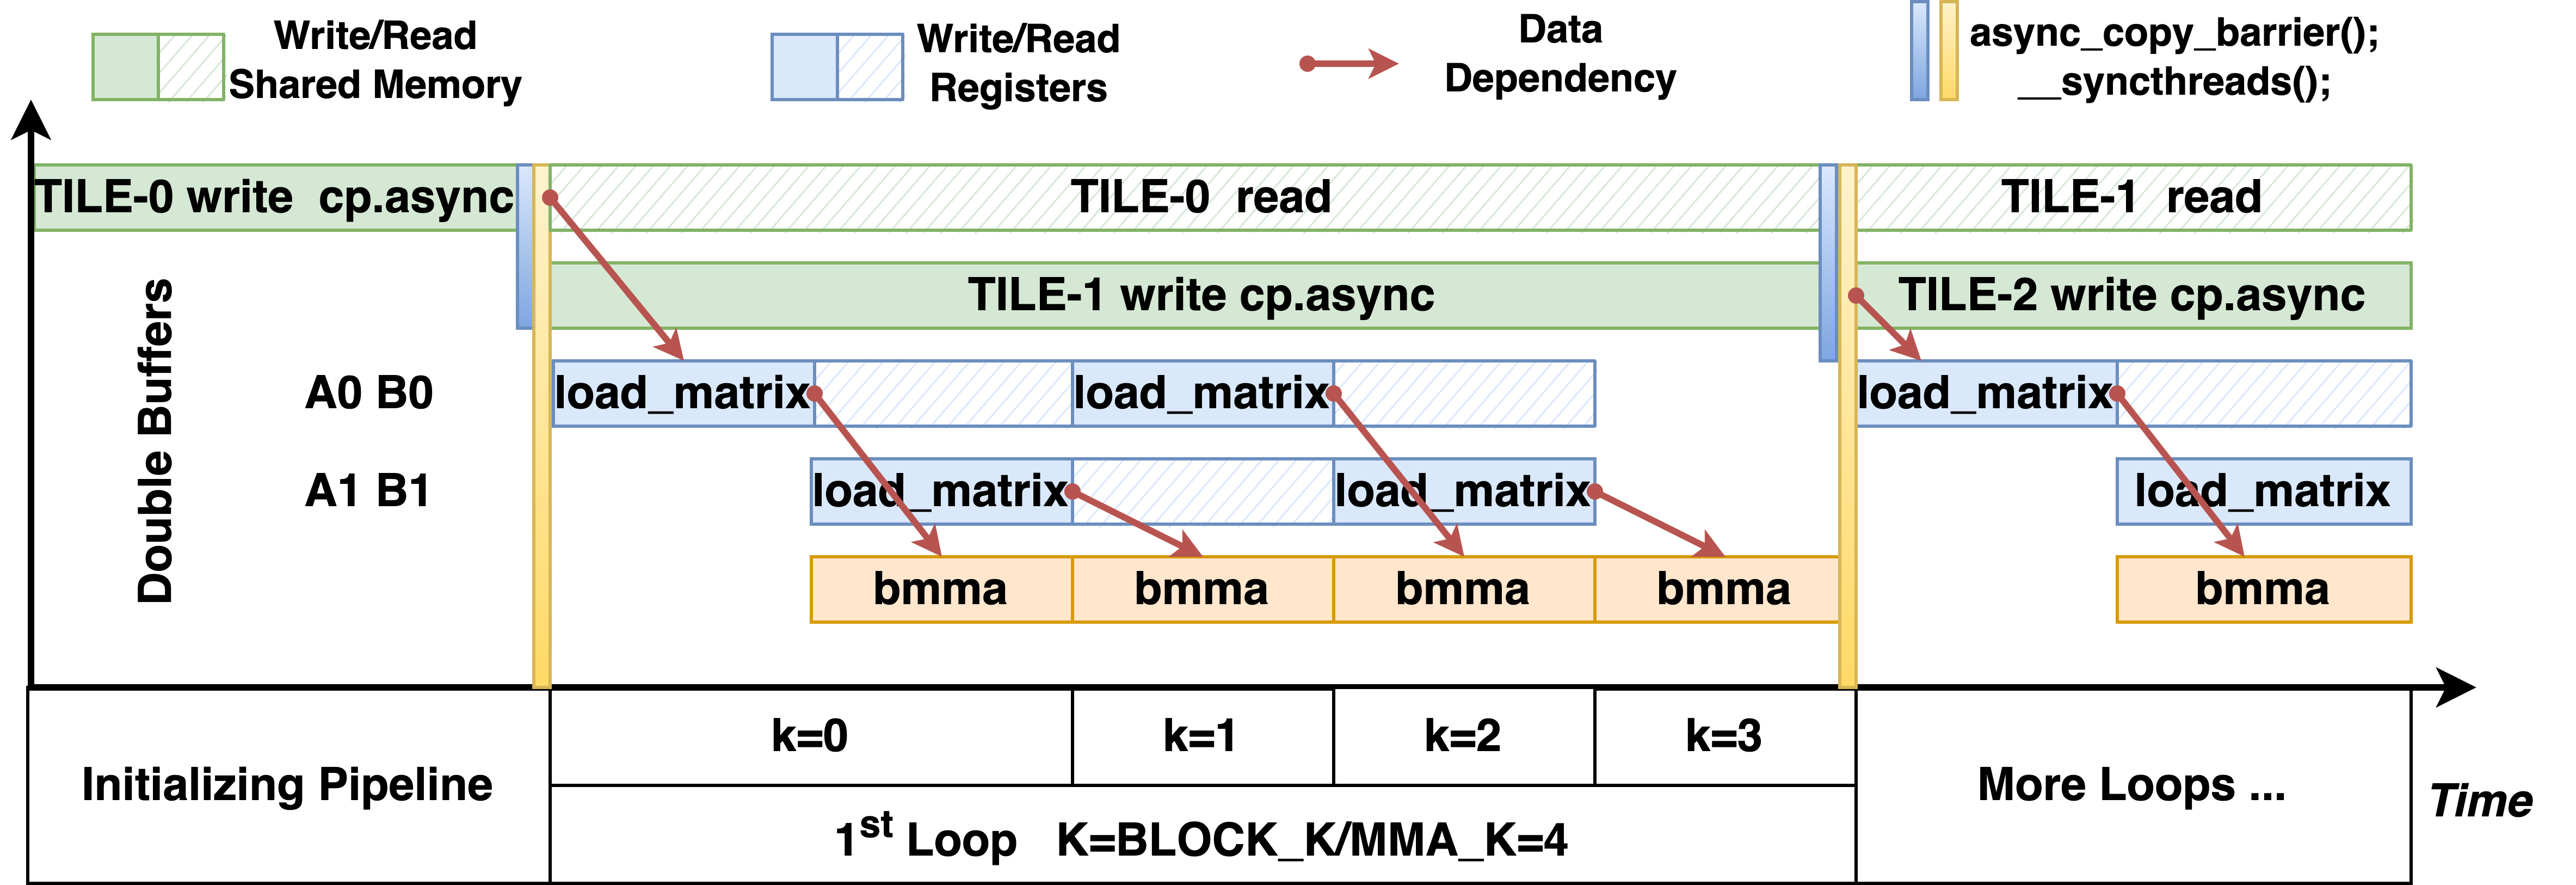 Write/Read
Shared Memory
Write/Read
Registers
Data
Dependency
async_copy_barrier();
__syncthreads();
TILE-0 write cp.async
TILE-0 read
TILE-1 read
TILE-1 write cp.async
TILE-2 write cp.async
Double Buffers
A0 B0
load_matrix
load_matrix
load_matrix
A1 B1
load_matrix
load_matrix
load_matrix
bmma
bmma
bmma
bmma
bmma
Initializing Pipeline
k=0
k=1
k=2
k=3
1st Loop K=BLOCK_K/MMA_K=4
More Loops ...
Time